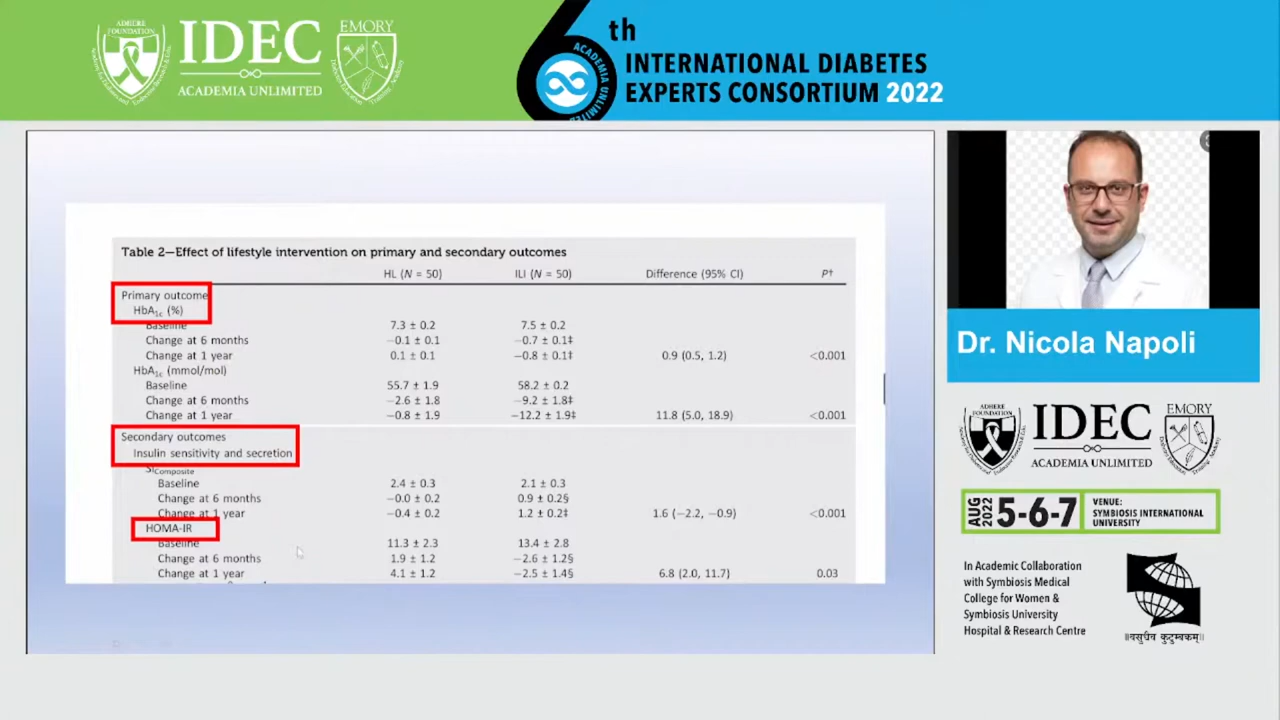 ADHERE FOUNDATION
IDEC
ACADEMIA UNLIMITED
EMORY
ACADEMIA UNLIMITED
6th
INTERNATIONAL DIABETES
EXPERTS CONSORTIUM 2022
Table 2—Effect of lifestyle intervention on primary and secondary outcomes
HL (N = 50) ILI (N = 50) Difference (95% CI) P†
Primary outcome
HbA1c (%)
Baseline 7.3 ± 0.2 7.5 ± 0.2
Change at 6 months −0.1 ± 0.1 −0.7 ± 0.1‡
Change at 1 year 0.1 ± 0.1 −0.8 ± 0.1‡ 0.9 (0.5, 1.2) <0.001
HbA1c (mmol/mol)
Baseline 55.7 ± 1.9 58.2 ± 0.2
Change at 6 months −2.6 ± 1.8 −9.2 ± 1.8‡
Change at 1 year −0.8 ± 1.9 −12.2 ± 1.9‡ 11.8 (5.0, 18.9) <0.001
Secondary outcomes
Insulin sensitivity and secretion
SIComposite
Baseline 2.4 ± 0.3 2.1 ± 0.3
Change at 6 months −0.0 ± 0.2 0.9 ± 0.2§
Change at 1 year −0.4 ± 0.2 1.2 ± 0.2‡ 1.6 (−2.2, −0.9) <0.001
HOMA-IR
Baseline 11.3 ± 2.3 13.4 ± 2.8
Change at 6 months 1.9 ± 1.2 −2.6 ± 1.2§
Change at 1 year 4.1 ± 1.2 −2.5 ± 1.4§ 6.8 (2.0, 11.7) 0.03
Dr. Nicola Napoli
ADHERE FOUNDATION
IDEC
ACADEMIA UNLIMITED
EMORY
AUG 2022
5-6-7
VENUE:
SYMBIOSIS INTERNATIONAL
UNIVERSITY
In Academic Collaboration
with Symbiosis Medical
College for Women &
Symbiosis University
Hospital & Research Centre
॥वसुधैव कुटुम्बकम्॥